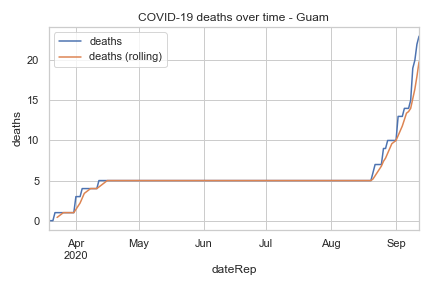 COVID-19 deaths over time - Guam
deaths
deaths (rolling)
deaths
20
15
10
5
0
Apr
2020
May
Jun
Jul
Aug
Sep
dateRep